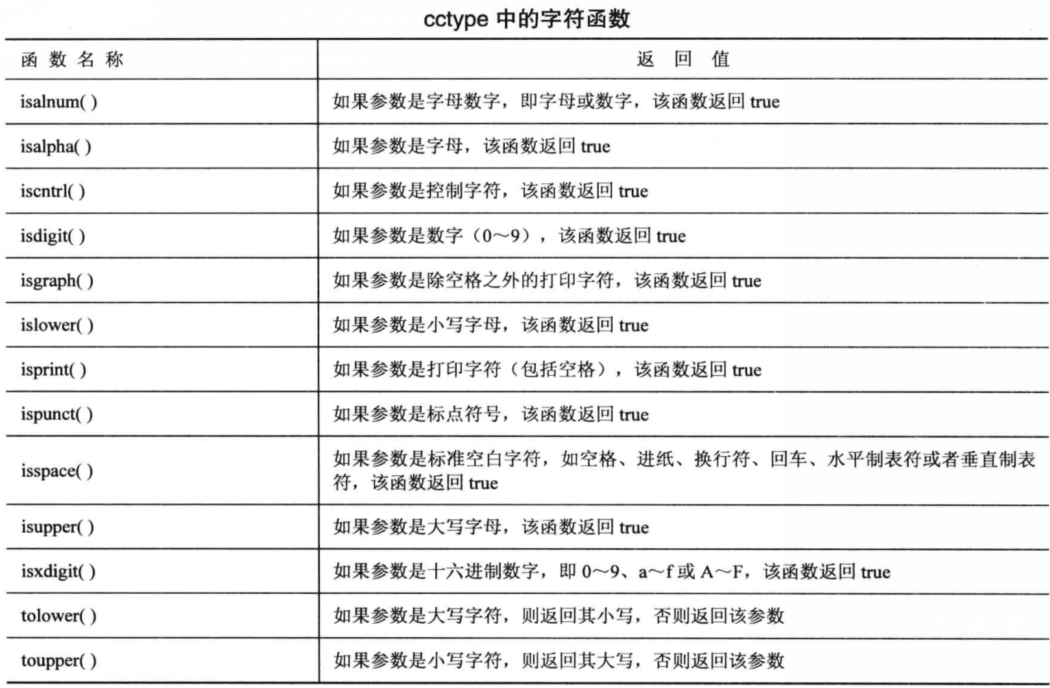 cctype 中的字符函数
函 数 名 称 返 回 值
isalnum( ) 如果参数是字母数字，即字母或数字，该函数返回 true
isalpha( ) 如果参数是字母，该函数返回 true
iscntrl( ) 如果参数是控制字符，该函数返回 true
isdigit( ) 如果参数是数字（0～9），该函数返回 true
isgraph( ) 如果参数是除空格之外的打印字符，该函数返回 true
islower( ) 如果参数是小写字母，该函数返回 true
isprint( ) 如果参数是打印字符（包括空格），该函数返回 true
ispunct( ) 如果参数是标点符号，该函数返回 true
isspace( ) 如果参数是标准空白字符，如空格、进纸、换行符、回车、水平制表符或者垂直制表
符，该函数返回 true
isupper( ) 如果参数是大写字母，该函数返回 true
isxdigit( ) 如果参数是十六进制数字，即 0～9、a～f 或 A～F，该函数返回 true
tolower( ) 如果参数是大写字符，则返回其小写，否则返回该参数
toupper( ) 如果参数是小写字符，则返回其大写，否则返回该参数